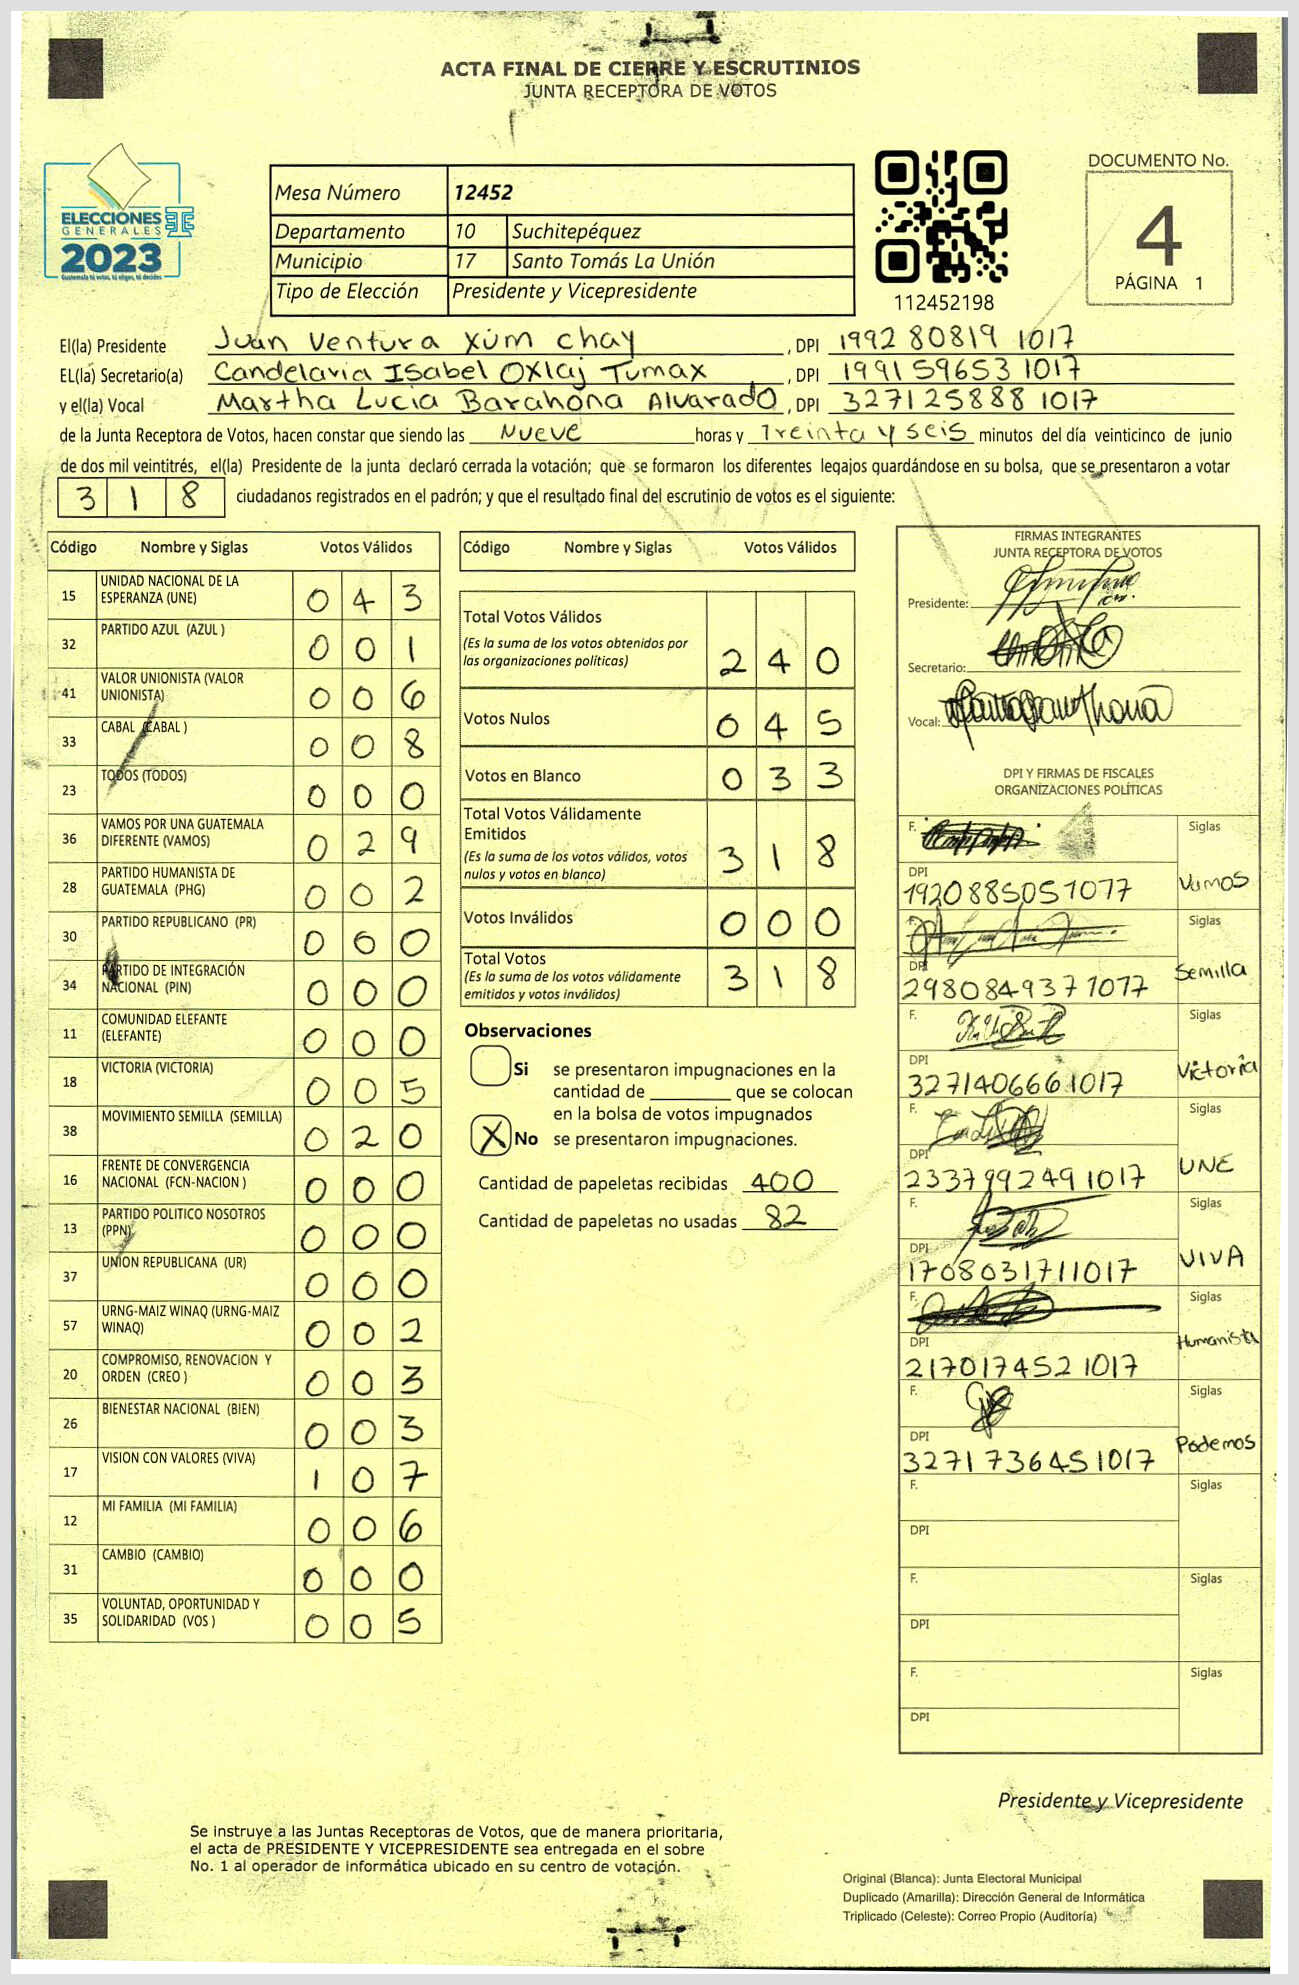 ACTA FINAL DE CIERRE Y ESCRUTINIOS
JUNTA RECEPTORA DE VOTOS
ELECCIONES
GENERALES
2023
Guatemala tú votas, tú eliges, tú decides
Mesa Número 12452
Departamento 10 Suchitepéquez
Municipio 17 Santo Tomás La Unión
Tipo de Elección Presidente y Vicepresidente
112452198
DOCUMENTO No.
4
PÁGINA 1
El(la) Presidente Juan Ventura Xúm Chay, DPI 1992 80819 1017
EL(la) Secretario(a) Candelaria Isabel Oxlaj Tumax, DPI 1991 59653 1017
y el(la) Vocal Martha Lucia Barahona Alvarado, DPI 3271 25888 1017
de la Junta Receptora de Votos, hacen constar que siendo las Nueve horas y Treinta y seis minutos del día veinticinco de junio
de dos mil veintitrés, el(la) Presidente de la junta declaró cerrada la votación; que se formaron los diferentes legajos guardándose en su bolsa, que se presentaron a votar
3 1 8 ciudadanos registrados en el padrón; y que el resultado final del escrutinio de votos es el siguiente:
Código Nombre y Siglas Votos Válidos
15 UNIDAD NACIONAL DE LA ESPERANZA (UNE) 0 4 3
32 PARTIDO AZUL (AZUL ) 0 0 1
41 VALOR UNIONISTA (VALOR UNIONISTA) 0 0 6
33 CABAL (CABAL ) 0 0 8
23 TODOS (TODOS) 0 0 0
36 VAMOS POR UNA GUATEMALA DIFERENTE (VAMOS) 0 2 9
28 PARTIDO HUMANISTA DE GUATEMALA (PHG) 0 0 2
30 PARTIDO REPUBLICANO (PR) 0 6 0
34 PARTIDO DE INTEGRACIÓN NACIONAL (PIN) 0 0 0
11 COMUNIDAD ELEFANTE (ELEFANTE) 0 0 0
18 VICTORIA (VICTORIA) 0 0 5
38 MOVIMIENTO SEMILLA (SEMILLA) 0 2 0
16 FRENTE DE CONVERGENCIA NACIONAL (FCN-NACION ) 0 0 0
13 PARTIDO POLITICO NOSOTROS (PPN) 0 0 0
37 UNION REPUBLICANA (UR) 0 0 0
57 URNG-MAIZ WINAQ (URNG-MAIZ WINAQ) 0 0 2
20 COMPROMISO, RENOVACION Y ORDEN (CREO ) 0 0 3
26 BIENESTAR NACIONAL (BIEN) 0 0 3
17 VISION CON VALORES (VIVA) 1 0 7
12 MI FAMILIA (MI FAMILIA) 0 0 6
31 CAMBIO (CAMBIO) 0 0 0
35 VOLUNTAD, OPORTUNIDAD Y SOLIDARIDAD (VOS ) 0 0 5
Código Nombre y Siglas Votos Válidos
Total Votos Válidos
(Es la suma de los votos obtenidos por
las organizaciones políticas) 2 4 0
Votos Nulos 0 4 5
Votos en Blanco 0 3 3
Total Votos Válidamente
Emitidos
(Es la suma de los votos válidos, votos
nulos y votos en blanco) 3 1 8
Votos Inválidos 0 0 0
Total Votos
(Es la suma de los votos válidamente
emitidos y votos inválidos) 3 1 8
Observaciones
Si se presentaron impugnaciones en la
cantidad de ________ que se colocan
en la bolsa de votos impugnados
X No se presentaron impugnaciones.
Cantidad de papeletas recibidas 400
Cantidad de papeletas no usadas 82
FIRMAS INTEGRANTES
JUNTA RECEPTORA DE VOTOS
Presidente:
Secretario:
Vocal:
DPI Y FIRMAS DE FISCALES
ORGANIZACIONES POLÍTICAS
F. Siglas
DPI
1920885051077 Vamos
F. Siglas
DPI
2980849371017 Semilla
F. Siglas
DPI
3271406661017 Victoria
F. Siglas
DPI
2337992491017 UNE
F. Siglas
DPI
1708031711017 VIVA
F. Siglas
DPI
2170174521017 Humanista
F. Siglas
DPI
3271736451017 Podemos
F. Siglas
DPI
F. Siglas
DPI
F. Siglas
DPI
Presidente y Vicepresidente
Se instruye a las Juntas Receptoras de Votos, que de manera prioritaria,
el acta de PRESIDENTE Y VICEPRESIDENTE sea entregada en el sobre
No. 1 al operador de informática ubicado en su centro de votación.
Original (Blanca): Junta Electoral Municipal
Duplicado (Amarilla): Dirección General de Informática
Triplicado (Celeste): Correo Propio (Auditoría)